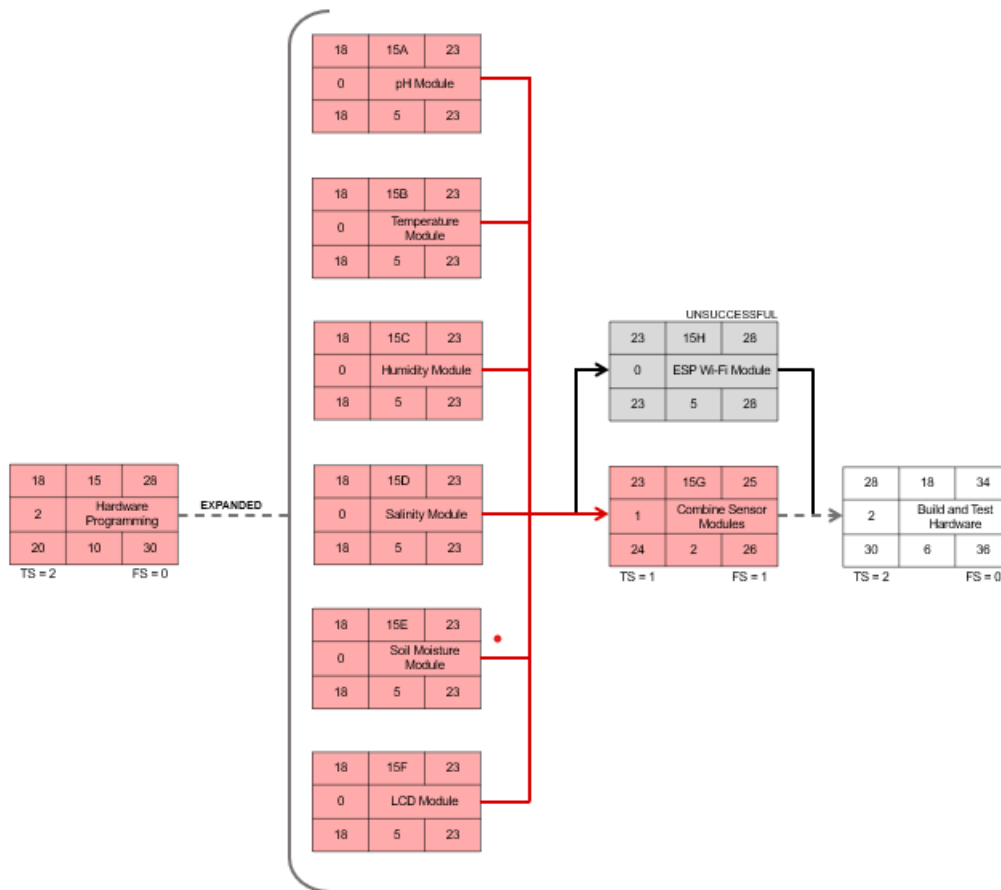 18 15A 23
0 pH Module
18 5 23
18 15B 23
0 Temperature
Module
18 5 23
UNSUCCESSFUL
18 15C 23
0 Humidity Module
18 5 23
23 15H 28
0 ESP Wi-Fi Module
23 5 28
18 15 28
2 Hardware
Programming
20 10 30
TS = 2 FS = 0
EXPANDED
18 15D 23
0 Salinity Module
18 5 23
23 15G 25
1 Combine Sensor
Modules
24 2 26
TS = 1 FS = 1
28 18 34
2 Build and Test
Hardware
30 6 36
TS = 2 FS = 0
18 15E 23
0 Soil Moisture
Module
18 5 23
18 15F 23
0 LCD Module
18 5 23